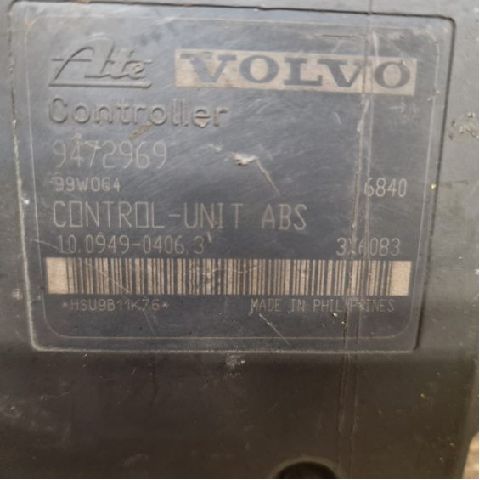 Ate VOLVO
Controller
9472969
99W064 6840
CONTROL-UNIT ABS
10.0949-0406.3
*HSU9B11K76* MADE IN PHILIPPINES